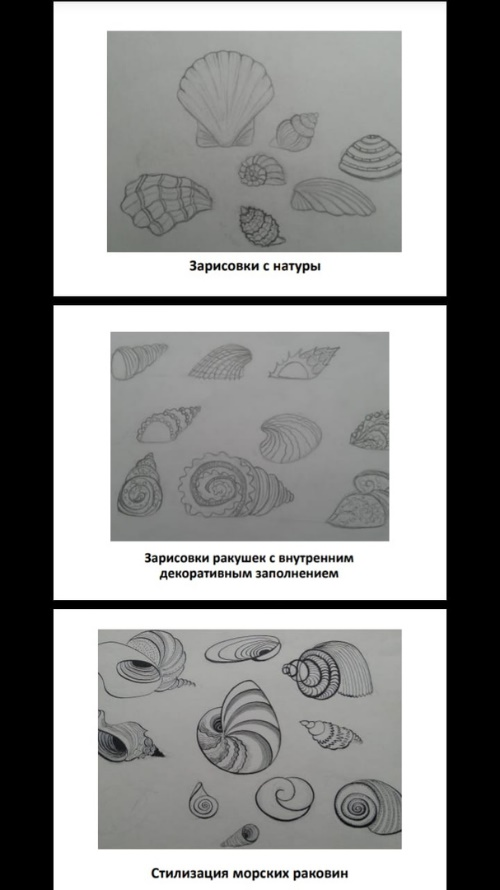 Зарисовки с натуры
Зарисовки ракушек с внутренним
декоративным заполнением
Стилизация морских раковин